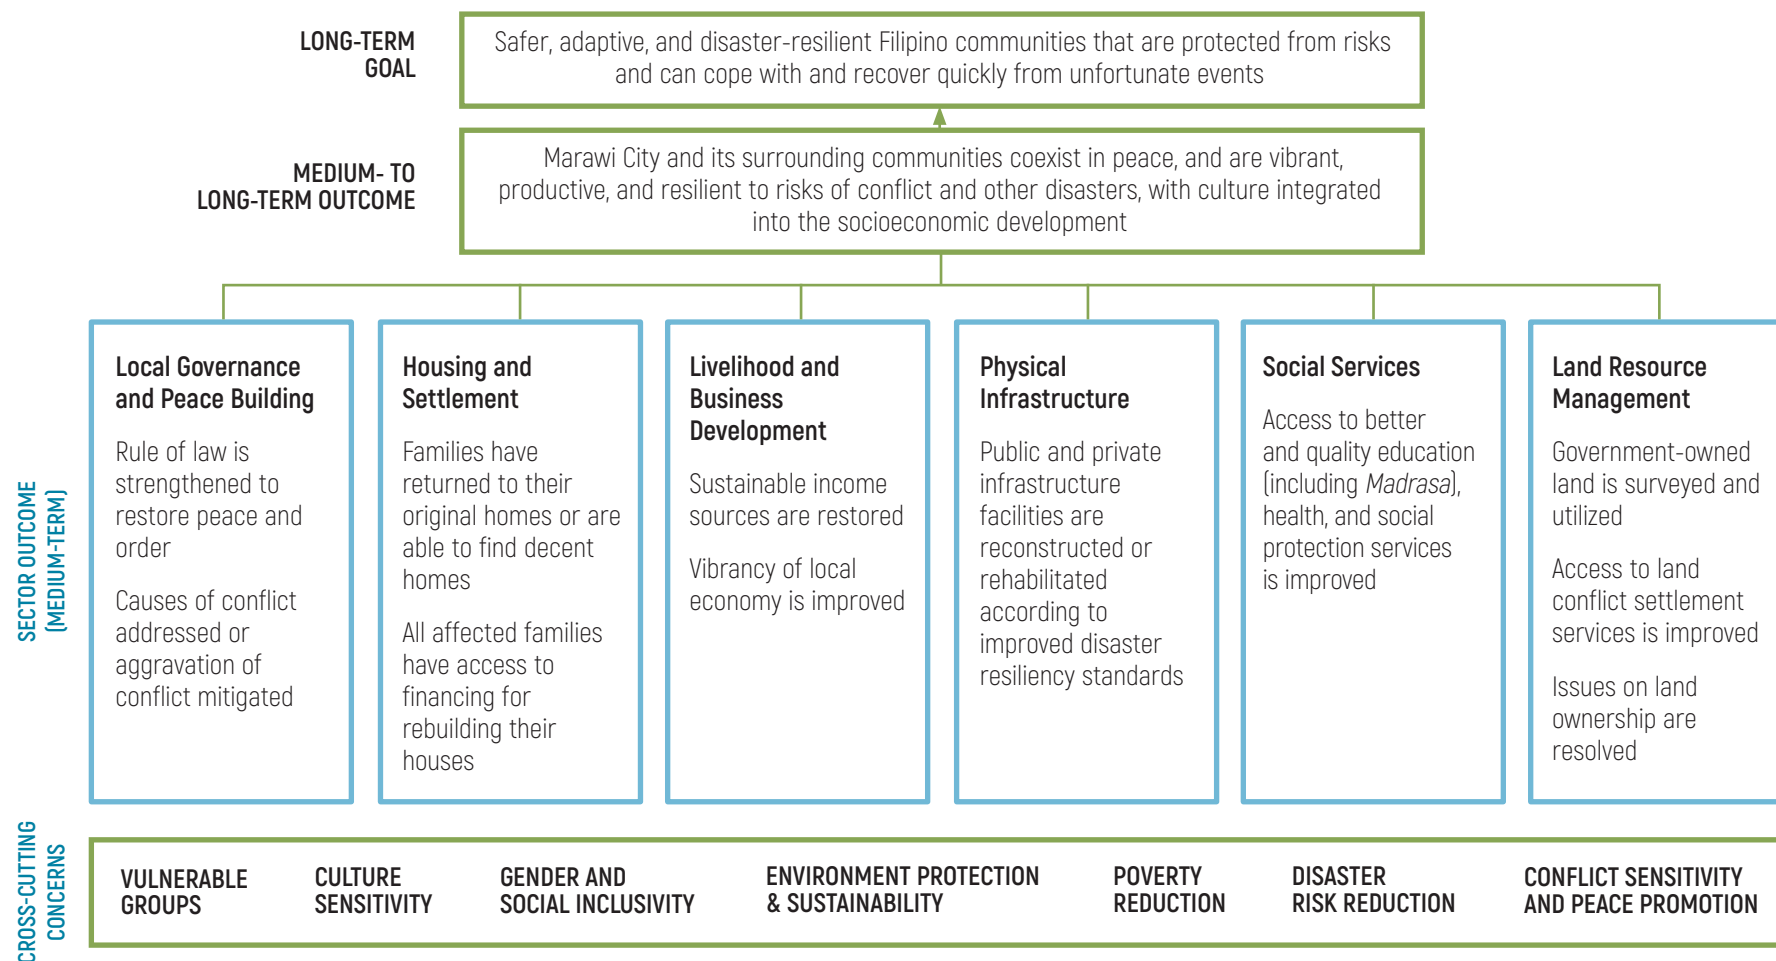 LONG-TERM
GOAL
Safer, adaptive, and disaster-resilient Filipino communities that are protected from risks
and can cope with and recover quickly from unfortunate events
MEDIUM- TO
LONG-TERM OUTCOME
Marawi City and its surrounding communities coexist in peace, and are vibrant,
productive, and resilient to risks of conflict and other disasters, with culture integrated
into the socioeconomic development
SECTOR OUTCOME
(MEDIUM-TERM)
Local Governance
and Peace Building
Rule of law is
strengthened to
restore peace and
order
Causes of conflict
addressed or
aggravation of
conflict mitigated
Housing and
Settlement
Families have
returned to their
original homes or are
able to find decent
homes
All affected families
have access to
financing for
rebuilding their
houses
Livelihood and
Business
Development
Sustainable income
sources are restored
Vibrancy of local
economy is improved
Physical
Infrastructure
Public and private
infrastructure
facilities are
reconstructed or
rehabilitated
according to
improved disaster
resiliency standards
Social Services
Access to better
and quality education
(including Madrasa),
health, and social
protection services
is improved
Land Resource
Management
Government-owned
land is surveyed and
utilized
Access to land
conflict settlement
services is improved
Issues on land
ownership are
resolved
CROSS-CUTTING
CONCERNS
VULNERABLE
GROUPS
CULTURE
SENSITIVITY
GENDER AND
SOCIAL INCLUSIVITY
ENVIRONMENT PROTECTION
& SUSTAINABILITY
POVERTY
REDUCTION
DISASTER
RISK REDUCTION
CONFLICT SENSITIVITY
AND PEACE PROMOTION